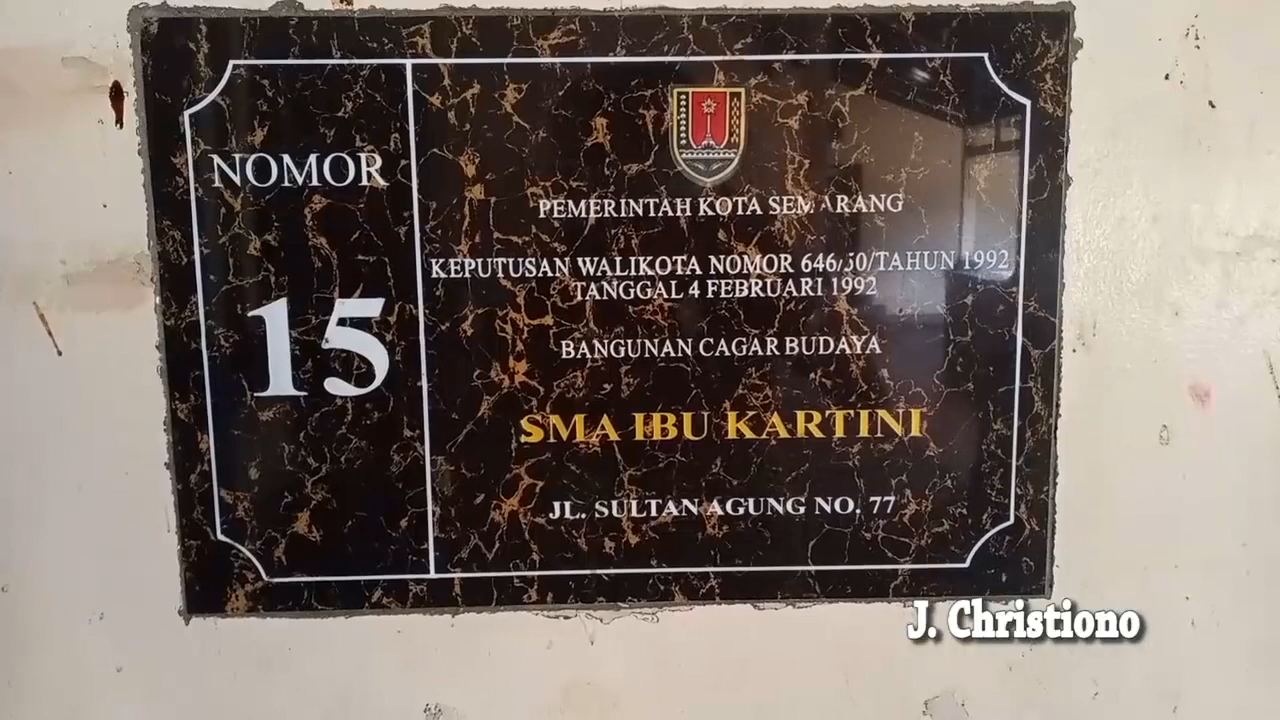 NOMOR
15
PEMERINTAH KOTA SEMARANG
KEPUTUSAN WALIKOTA NOMOR 646/50/TAHUN 1992
TANGGAL 4 FEBRUARI 1992
BANGUNAN CAGAR BUDAYA
SMA IBU KARTINI
JL. SULTAN AGUNG NO. 77
J. Christiono